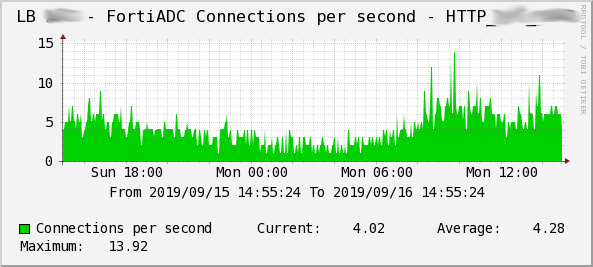 LB - FortiADC Connections per second - HTTP_
RRDTOOL / TOBI OETIKER
15
10
5
0
Sun 18:00 Mon 00:00 Mon 06:00 Mon 12:00
From 2019/09/15 14:55:24 To 2019/09/16 14:55:24
Connections per second Current: 4.02 Average: 4.28
Maximum: 13.92